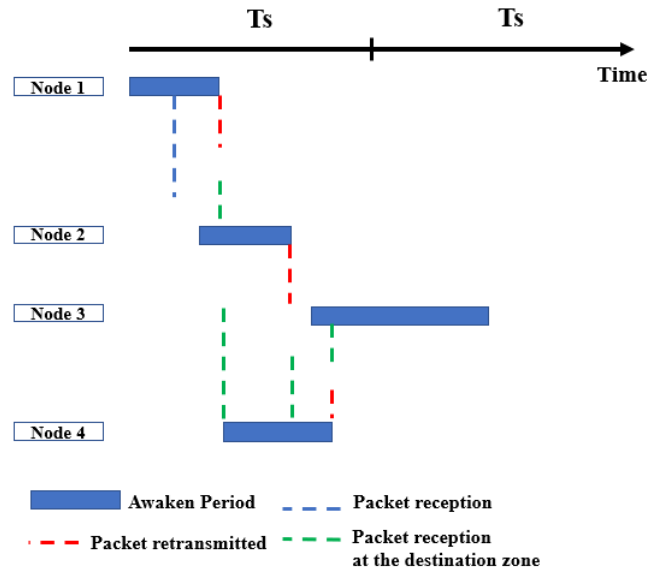 Ts Ts
Time
Node 1
Node 2
Node 3
Node 4
Awaken Period
Packet reception
Packet retransmitted
Packet reception
at the destination zone